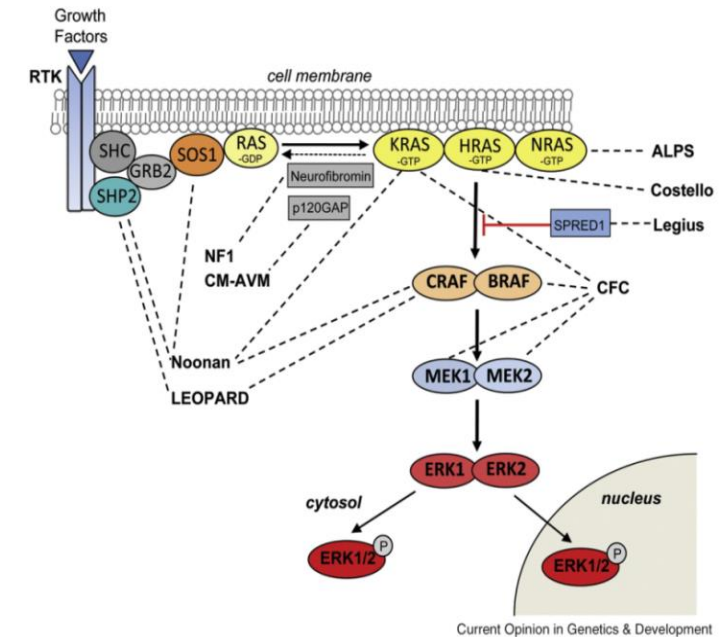 Growth
Factors
RTK
cell membrane
SHC
GRB2
SHP2
SOS1
RAS
-GDP
KRAS
-GTP
HRAS
-GTP
NRAS
-GTP
ALPS
Neurofibromin
p120GAP
Costello
SPRED1
Legius
NF1
CM-AVM
CRAF
BRAF
CFC
Noonan
LEOPARD
MEK1
MEK2
ERK1
ERK2
cytosol
nucleus
ERK1/2
P
ERK1/2
P
Current Opinion in Genetics & Development